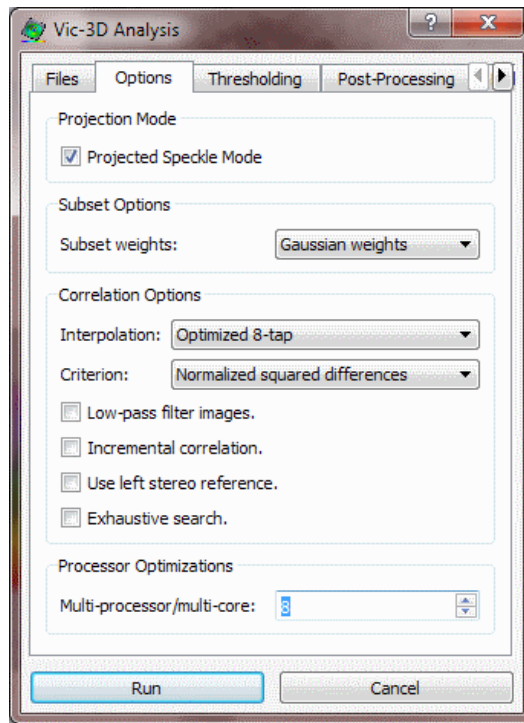 Vic-3D Analysis
Files Options Thresholding Post-Processing
Projection Mode
Projected Speckle Mode
Subset Options
Subset weights: Gaussian weights
Correlation Options
Interpolation: Optimized 8-tap
Criterion: Normalized squared differences
Low-pass filter images.
Incremental correlation.
Use left stereo reference.
Exhaustive search.
Processor Optimizations
Multi-processor/multi-core: 8
Run Cancel